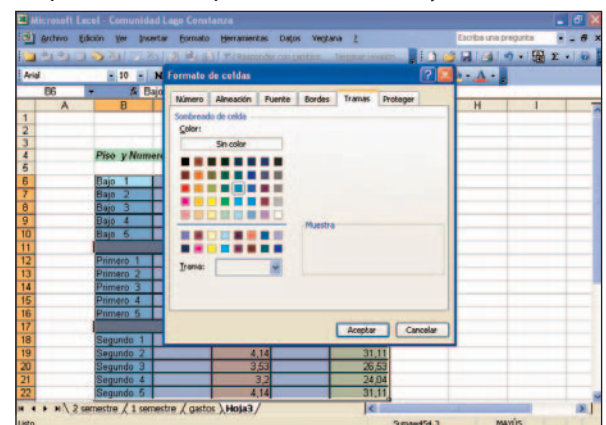 Microsoft Excel - Comunidad Lago Constanza
Archivo Edición Ver Insertar Formato Herramientas Datos Ventana ? Escriba una pregunta
Arial 10 N
B6 fx Bajo
Formato de celdas
Número Alineación Fuente Bordes Tramas Proteger
Sombreado de celda
Color:
Sin color
Muestra
Trama:
Aceptar Cancelar
A B H I
1
2
3
4 Piso y Numero
5
6 Bajo 1
7 Bajo 2
8 Bajo 3
9 Bajo 4
10 Bajo 5
11
12 Primero 1
13 Primero 2
14 Primero 3
15 Primero 4
16 Primero 5
17
18 Segundo 1
19 Segundo 2 4,14 31,11
20 Segundo 3 3,53 26,53
21 Segundo 4 3,2 24,04
22 Segundo 5 4,14 31,11
2 semestre / 1 semestre / gastos \ Hoja3 /
Listo Suma=454,3 MAYÚS